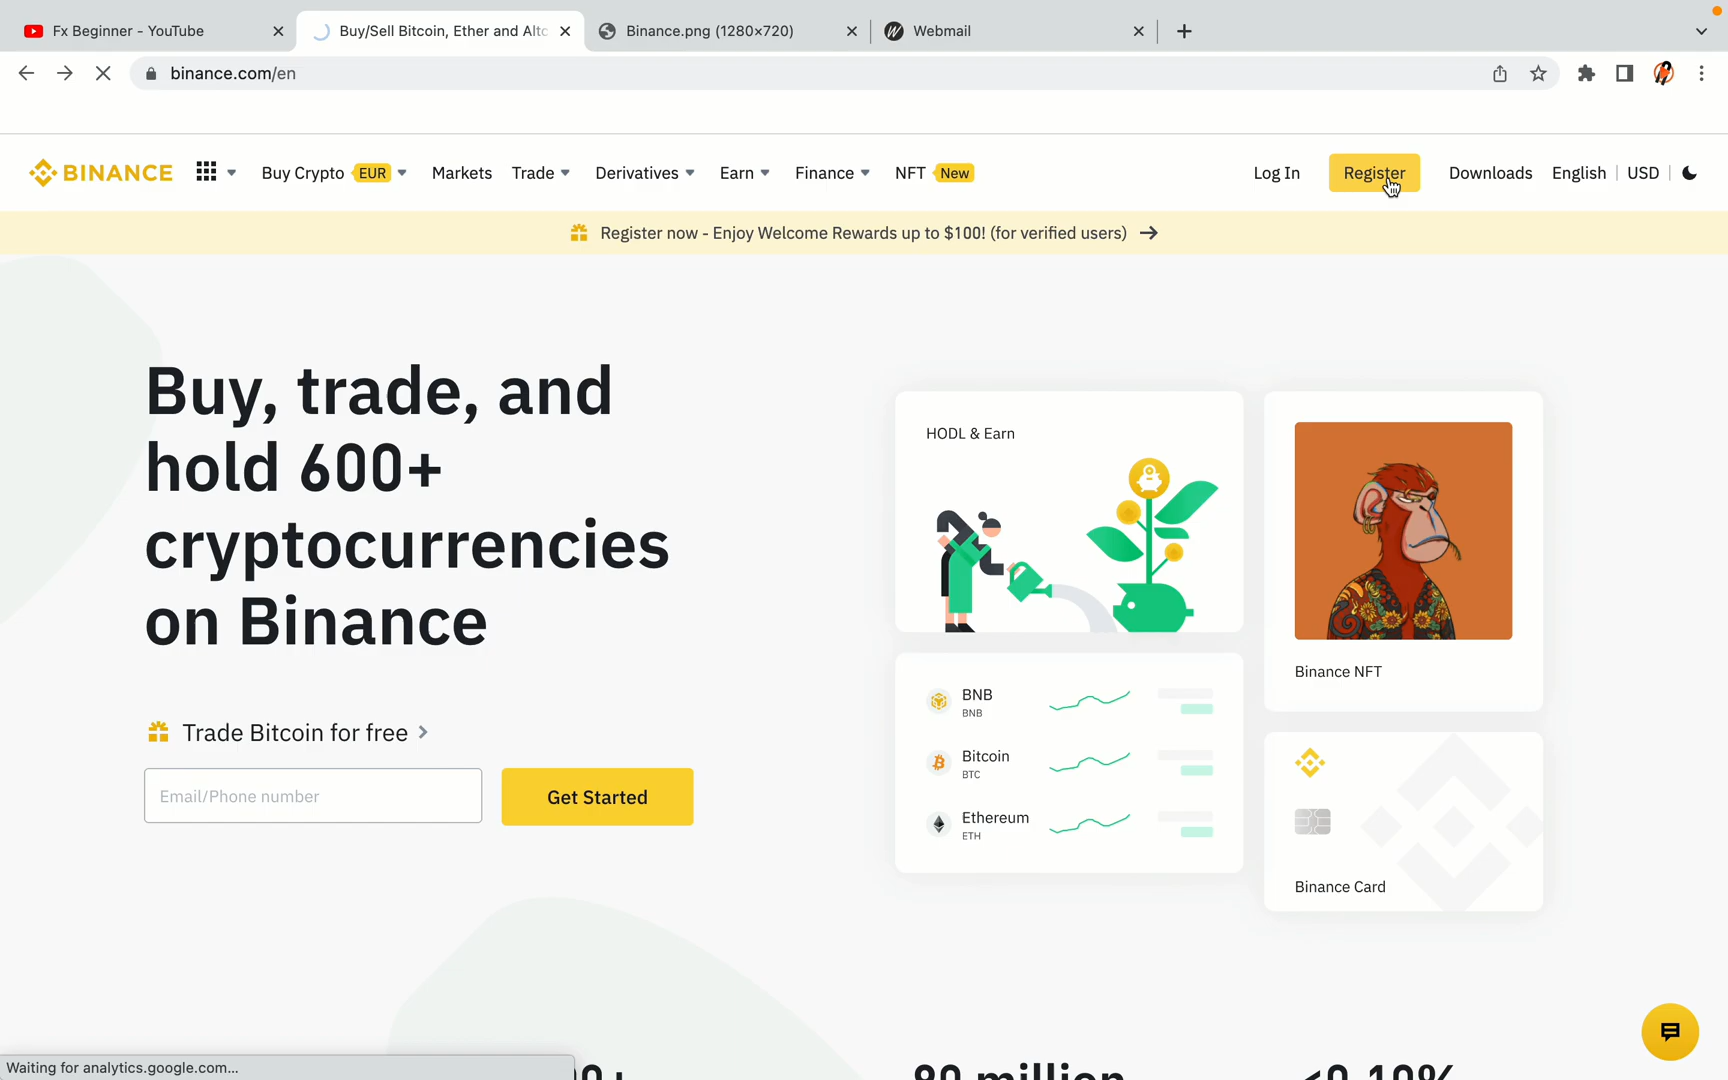 Fx Beginner - YouTube
Buy/Sell Bitcoin, Ether and Altc
Binance.png (1280×720)
Webmail
binance.com/en
BINANCE
Buy Crypto EUR
Markets
Trade
Derivatives
Earn
Finance
NFT New
Log In
Register
Downloads
English
USD
Register now - Enjoy Welcome Rewards up to $100! (for verified users)
Buy, trade, and
hold 600+
cryptocurrencies
on Binance
Trade Bitcoin for free
Email/Phone number
Get Started
HODL & Earn
Binance NFT
BNB
BNB
Bitcoin
BTC
Ethereum
ETH
Binance Card
90 million
<0.10%
Waiting for analytics.google.com...